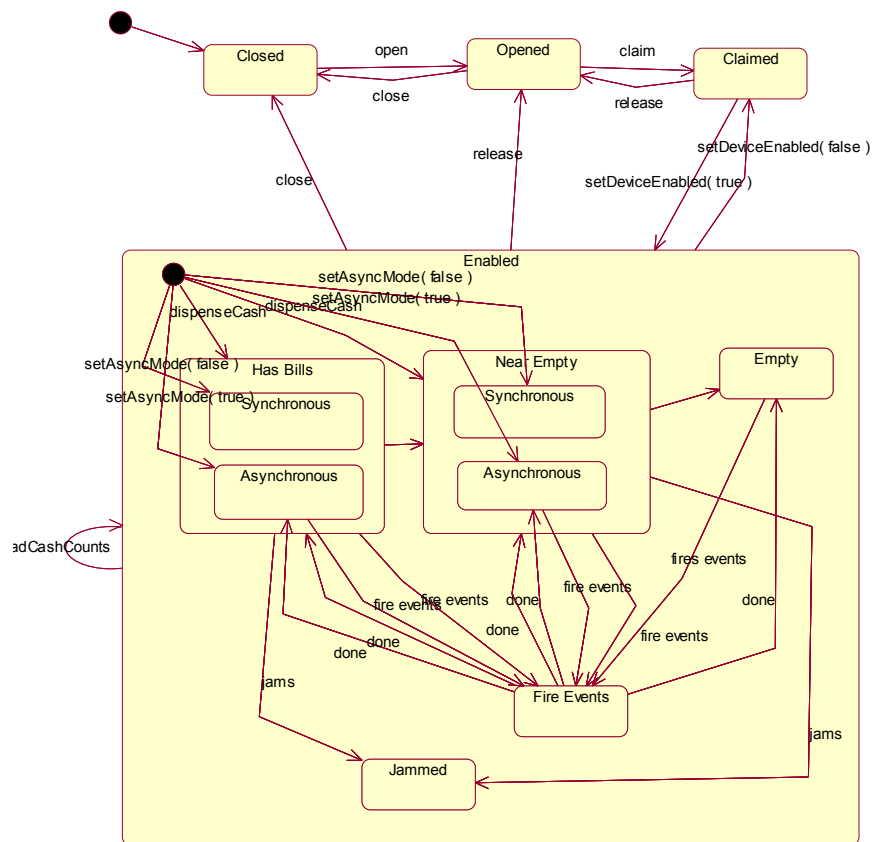 open
Closed
Opened
claim
Claimed
close
release
setDeviceEnabled( false )
release
close
setDeviceEnabled( true )
Enabled
setAsyncMode( false )
setAsyncMode( true )
dispenseCash
dispenseCash
setAsyncMode( false )
Has Bills
Near Empty
Empty
setAsyncMode( true )
Synchronous
Synchronous
Asynchronous
Asynchronous
adCashCounts
fires events
fire events
fire events
done
fire events
done
done
done
done
fire events
jams
Fire Events
jams
Jammed